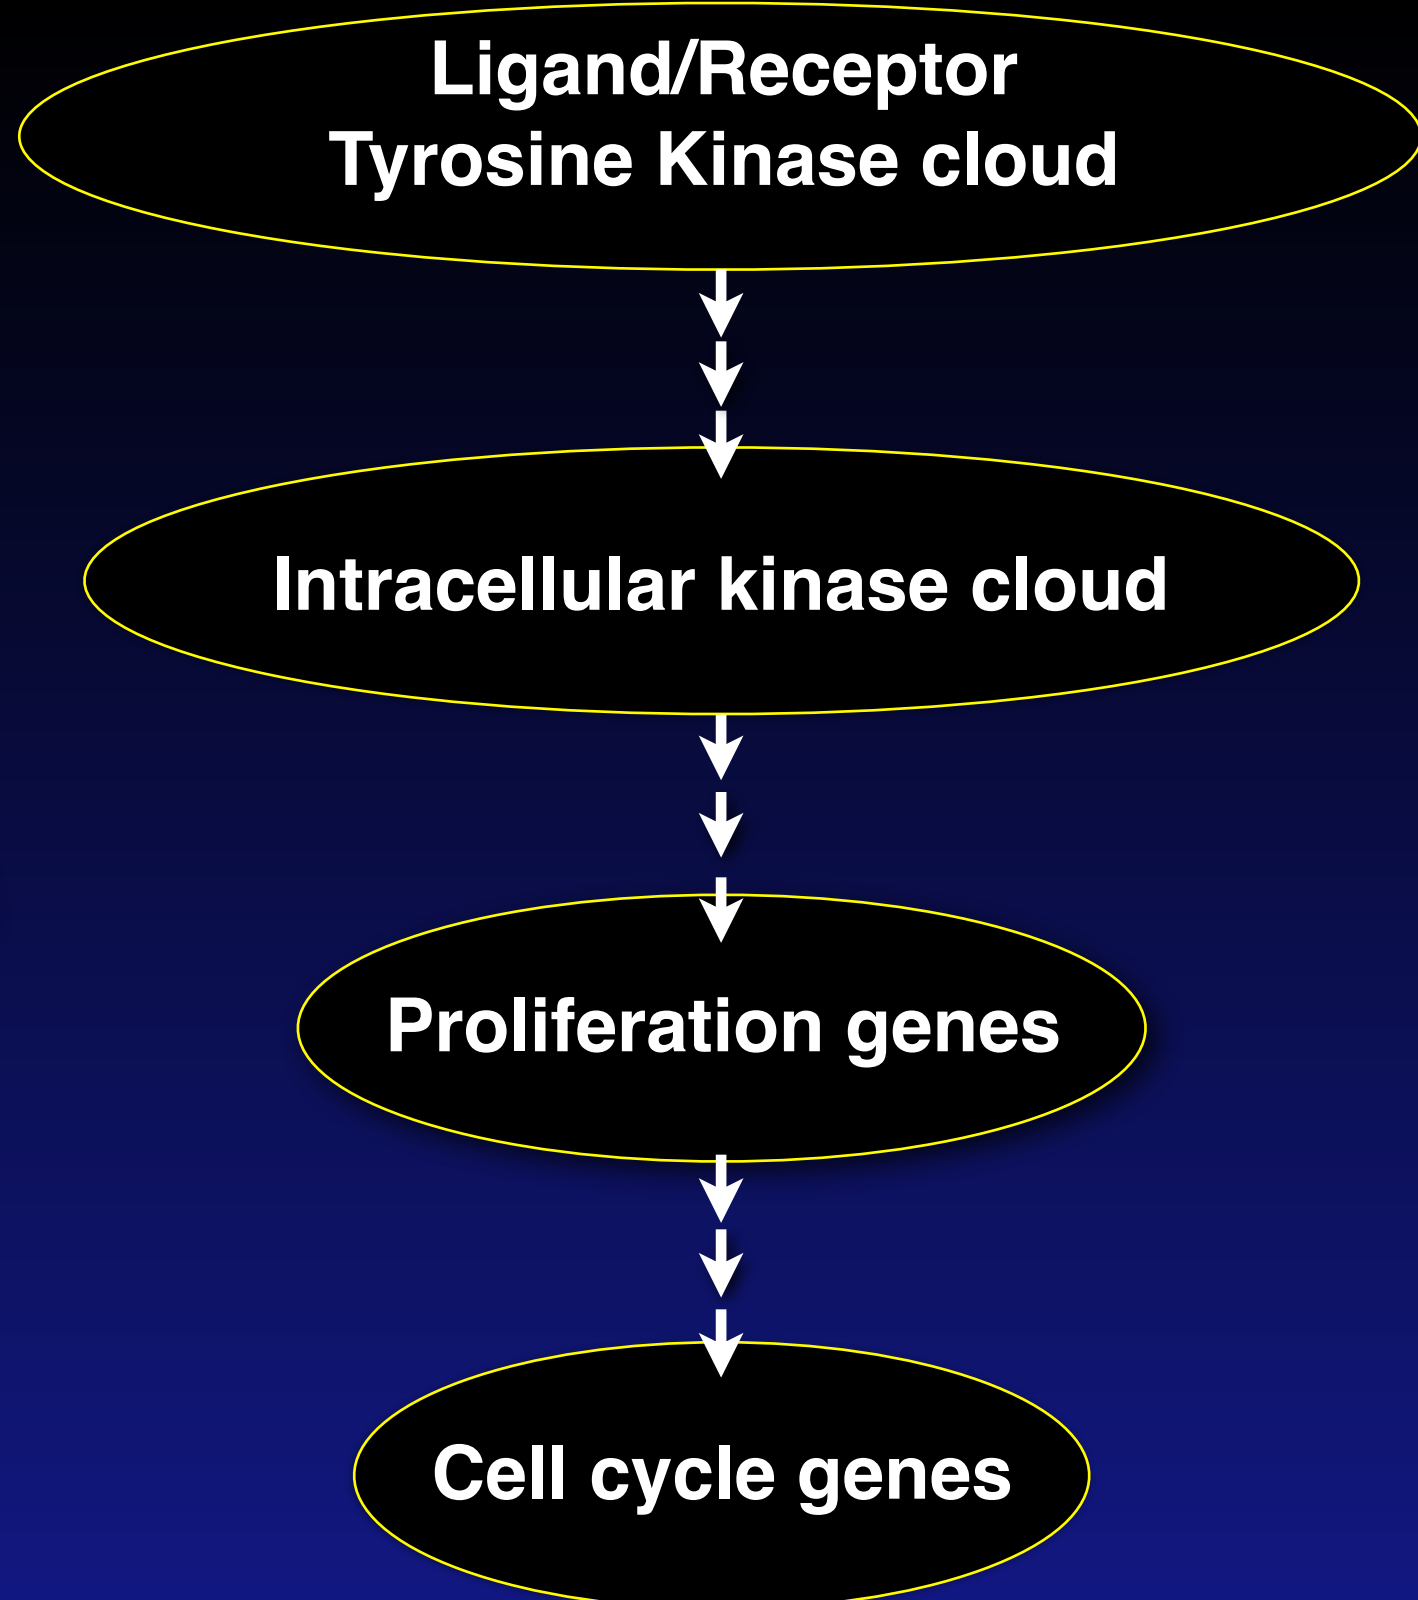 Ligand/Receptor
Tyrosine Kinase cloud
Intracellular kinase cloud
Proliferation genes
Cell cycle genes